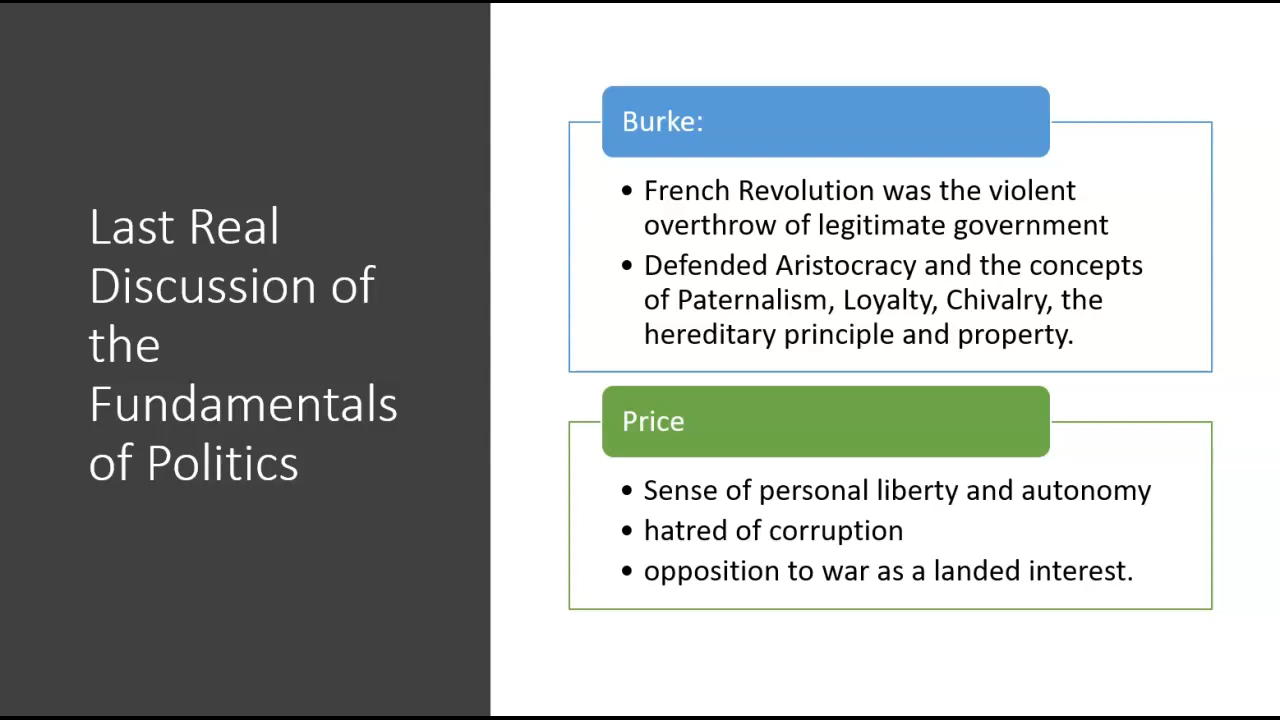 Last Real
Discussion of
the
Fundamentals
of Politics
Burke:
• French Revolution was the violent
overthrow of legitimate government
• Defended Aristocracy and the concepts
of Paternalism, Loyalty, Chivalry, the
hereditary principle and property.
Price
• Sense of personal liberty and autonomy
• hatred of corruption
• opposition to war as a landed interest.